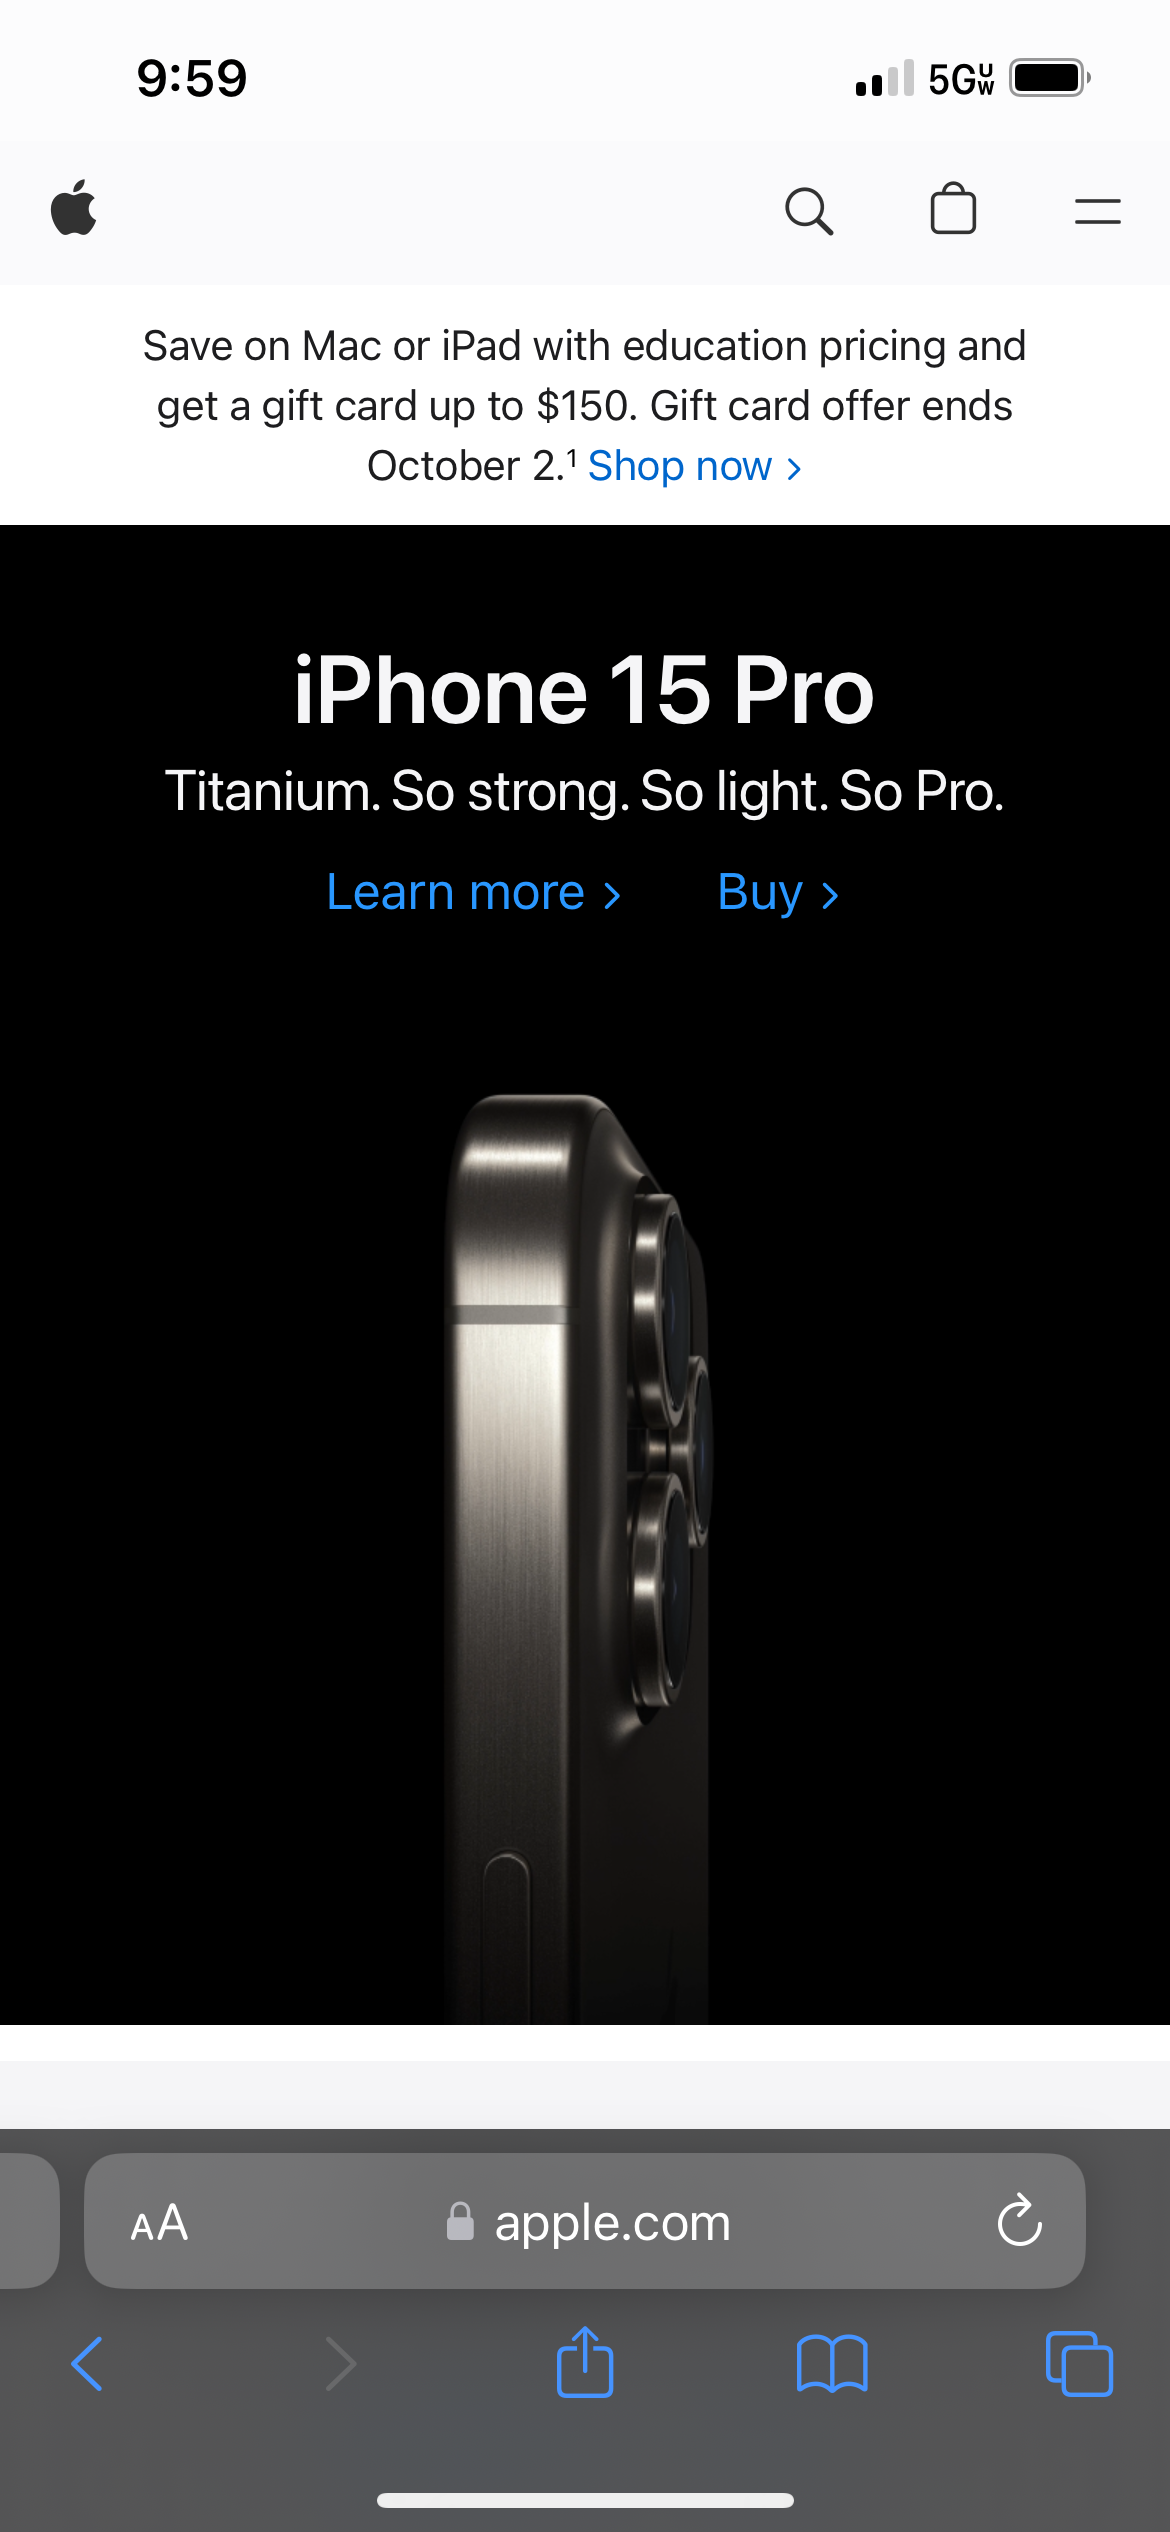 9:59
5GUW
Save on Mac or iPad with education pricing and
get a gift card up to $150. Gift card offer ends
October 2.¹ Shop now >
iPhone 15 Pro
Titanium. So strong. So light. So Pro.
Learn more > Buy >
AA apple.com